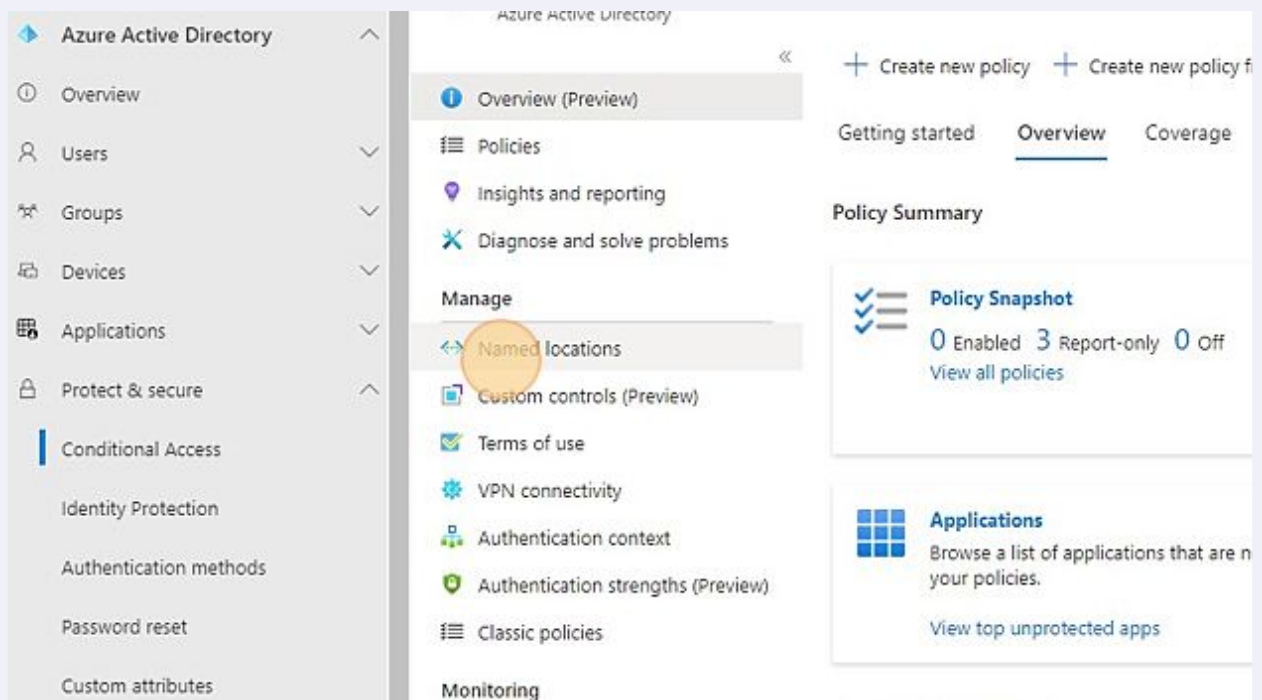 Azure Active Directory
Overview
Users
Groups
Devices
Applications
Protect & secure
Conditional Access
Identity Protection
Authentication methods
Password reset
Custom attributes
Azure Active Directory
Overview (Preview)
Policies
Insights and reporting
Diagnose and solve problems
Manage
Named locations
Custom controls (Preview)
Terms of use
VPN connectivity
Authentication context
Authentication strengths (Preview)
Classic policies
Monitoring
Create new policy Create new policy
Getting started Overview Coverage
Policy Summary
Policy Snapshot
0 Enabled 3 Report-only 0 Off
View all policies
Applications
Browse a list of applications that are
your policies.
View top unprotected apps